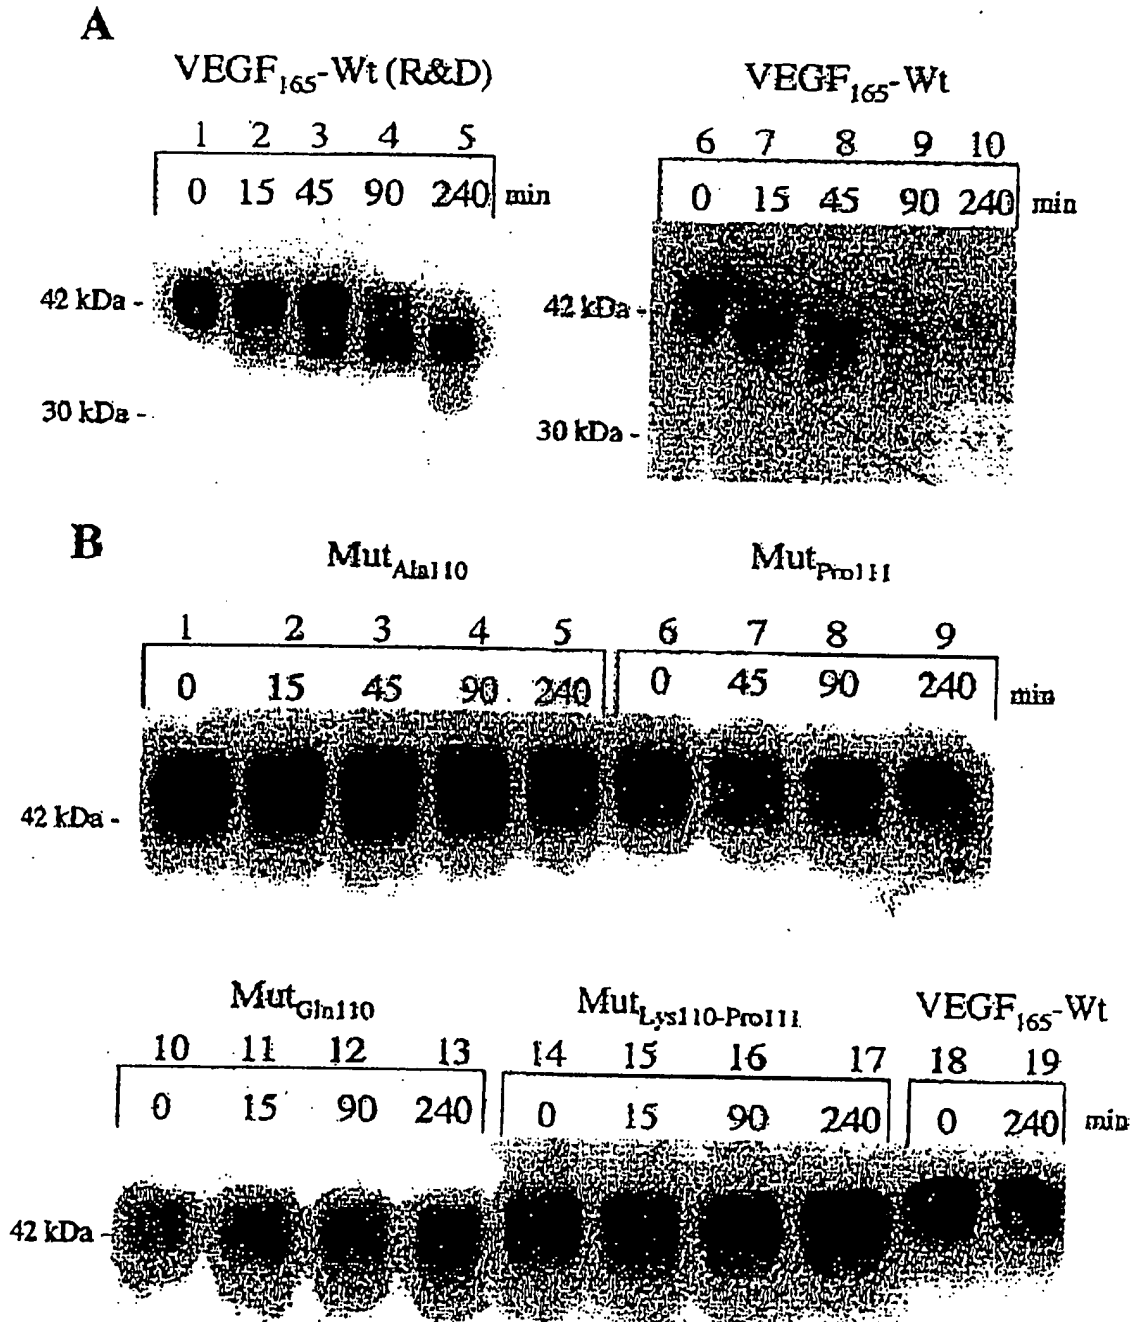 A
VEGF165-Wt (R&D)
1 2 3 4 5
0 15 45 90 240 min
42 kDa -
30 kDa -
VEGF165-Wt
6 7 8 9 10
0 15 45 90 240 min
42 kDa -
30 kDa -
B
MutAla110
MutPro111
1 2 3 4 5 6 7 8 9
0 15 45 90 240 0 45 90 240 min
42 kDa -
MutGln110
MutLys110-Pro111
VEGF165-Wt
10 11 12 13 14 15 16 17 18 19
0 15 90 240 0 15 90 240 0 240 min
42 kDa -